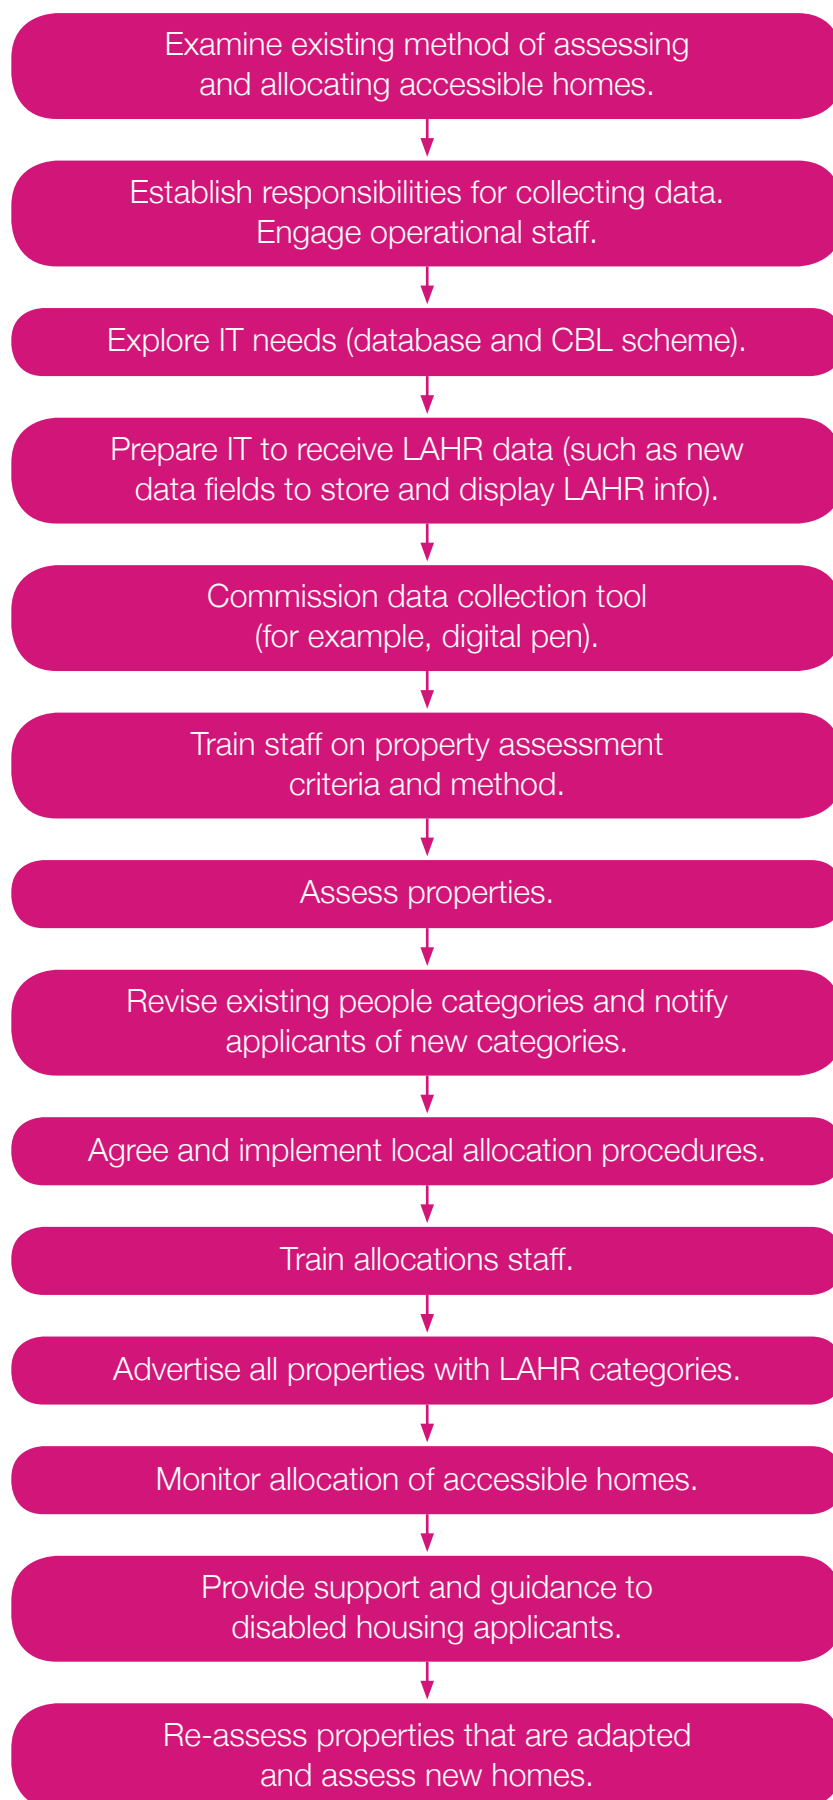 Examine existing method of assessing
and allocating accessible homes.
Establish responsibilities for collecting data.
Engage operational staff.
Explore IT needs (database and CBL scheme).
Prepare IT to receive LAHR data (such as new
data fields to store and display LAHR info).
Commission data collection tool
(for example, digital pen).
Train staff on property assessment
criteria and method.
Assess properties.
Revise existing people categories and notify
applicants of new categories.
Agree and implement local allocation procedures.
Train allocations staff.
Advertise all properties with LAHR categories.
Monitor allocation of accessible homes.
Provide support and guidance to
disabled housing applicants.
Re-assess properties that are adapted
and assess new homes.